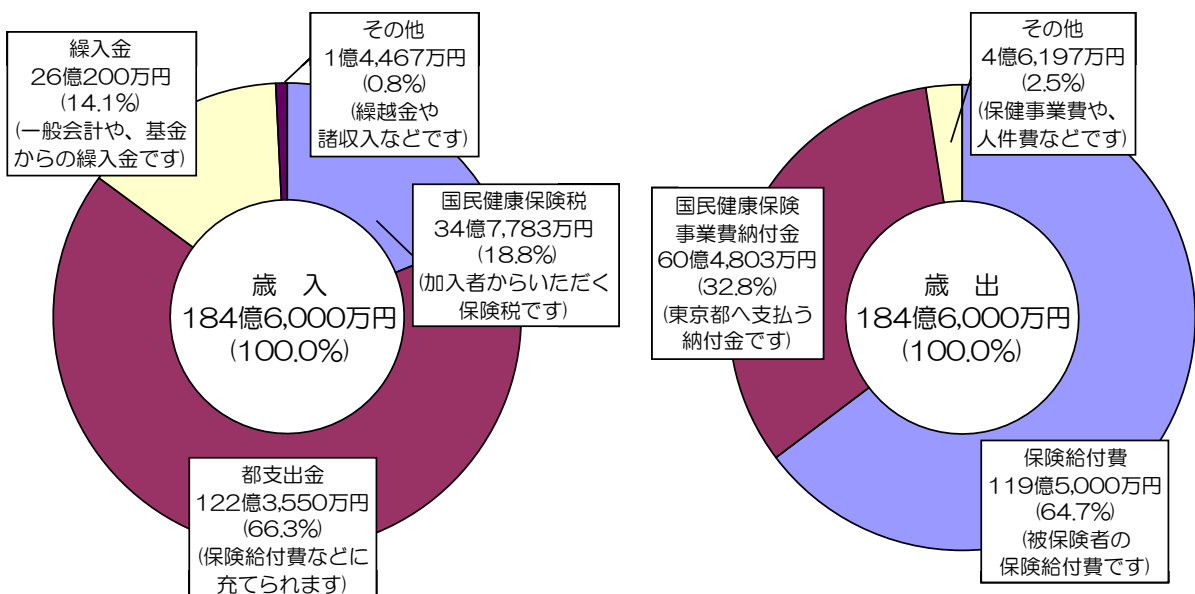 繰入金
26億200万円
(14.1%)
(一般会計や、基金
からの繰入金です)
その他
1億4,467万円
(0.8%)
(繰越金や
諸収入などです)
国民健康保険税
34億7,783万円
(18.8%)
(加入者からいただく
保険税です)
歳 入
184億6,000万円
(100.0%)
都支出金
122億3,550万円
(66.3%)
(保険給付費などに
充てられます)
その他
4億6,197万円
(2.5%)
(保健事業費や、
人件費などです)
国民健康保険
事業費納付金
60億4,803万円
(32.8%)
(東京都へ支払う
納付金です)
歳 出
184億6,000万円
(100.0%)
保険給付費
119億5,000万円
(64.7%)
(被保険者の
保険給付費です)